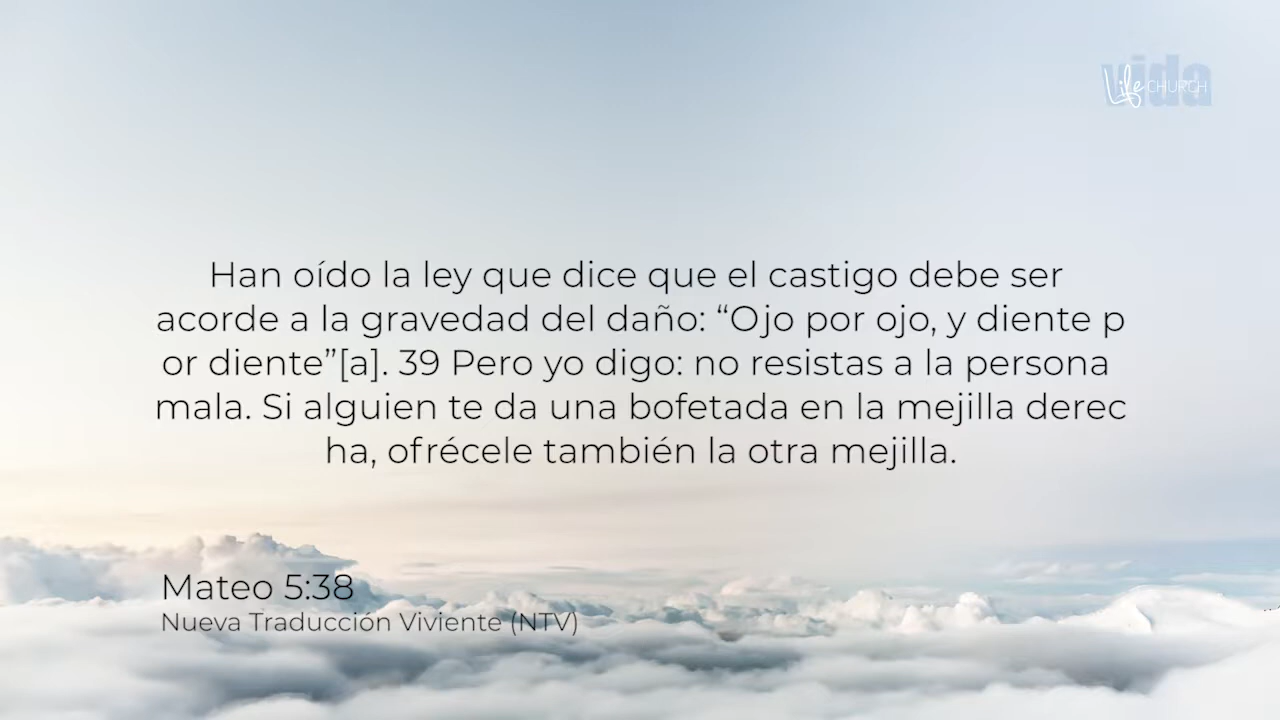 vida
Life CHURCH
Han oído la ley que dice que el castigo debe ser
acorde a la gravedad del daño: “Ojo por ojo, y diente p
or diente”[a]. 39 Pero yo digo: no resistas a la persona
mala. Si alguien te da una bofetada en la mejilla derec
ha, ofrécele también la otra mejilla.
Mateo 5:38
Nueva Traducción Viviente (NTV)